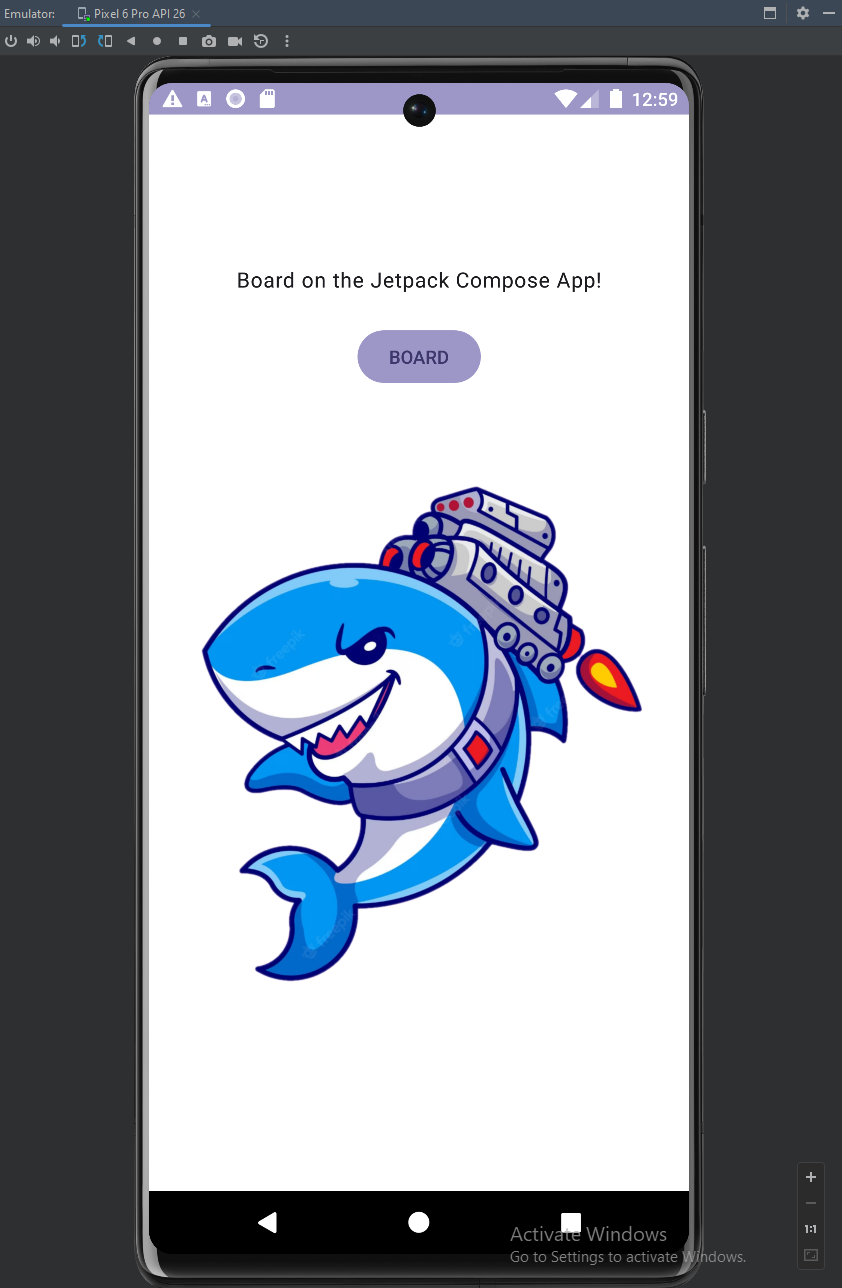 Emulator:
Pixel 6 Pro API 26
12:59
Board on the Jetpack Compose App!
BOARD
freepik
freepik
1:1
Activate Windows
Go to Settings to activate Windows.